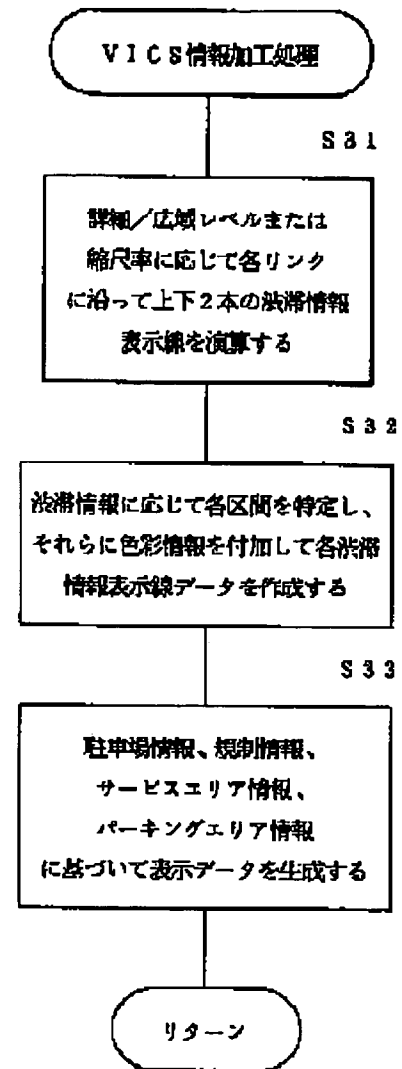 VICS情報加工処理
S31
詳細／広域レベルまたは
縮尺率に応じて各リンク
に沿って上下2本の渋滞情報
表示線を演算する
S32
渋滞情報に応じて各区間を特定し、
それらに色彩情報を付加して各渋滞
情報表示線データを作成する
S33
駐車場情報、規制情報、
サービスエリア情報、
パーキングエリア情報
に基づいて表示データを生成する
リターン